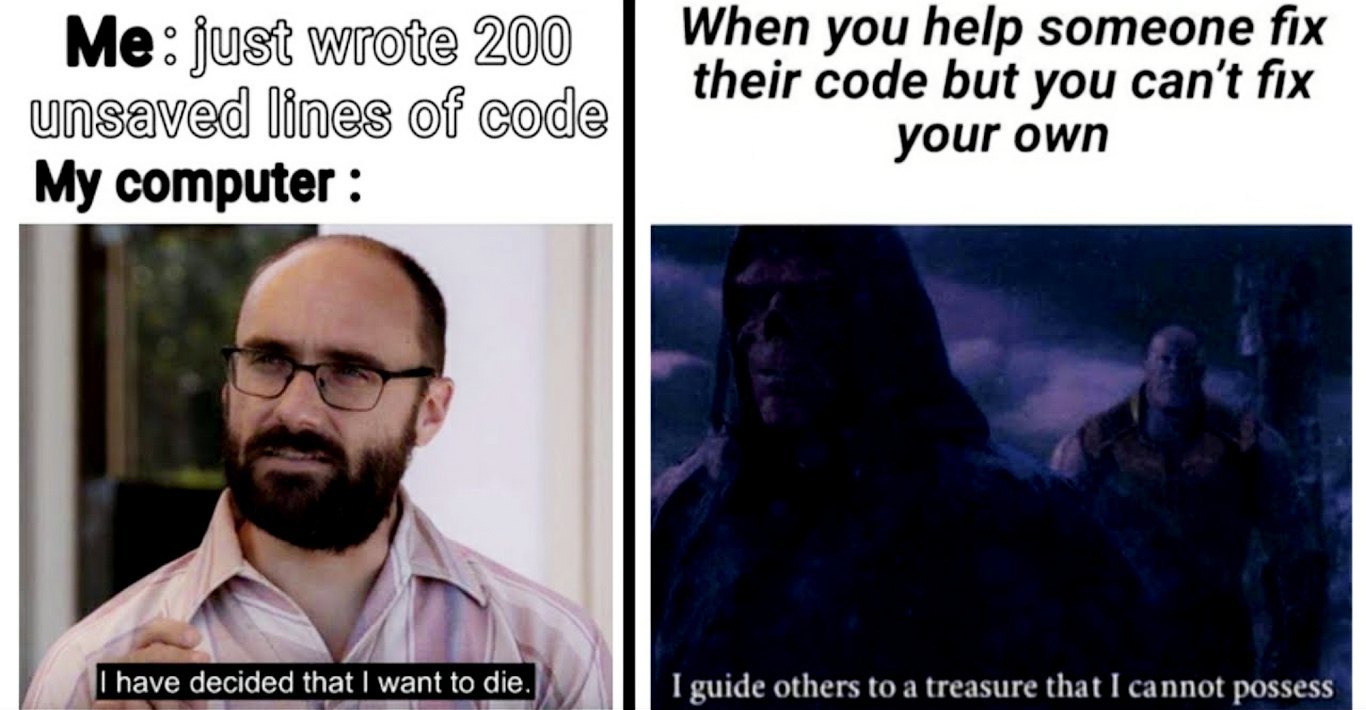 Me : just wrote 200
unsaved lines of code
My computer :
I have decided that I want to die.
When you help someone fix
their code but you can't fix
your own
I guide others to a treasure that I cannot possess